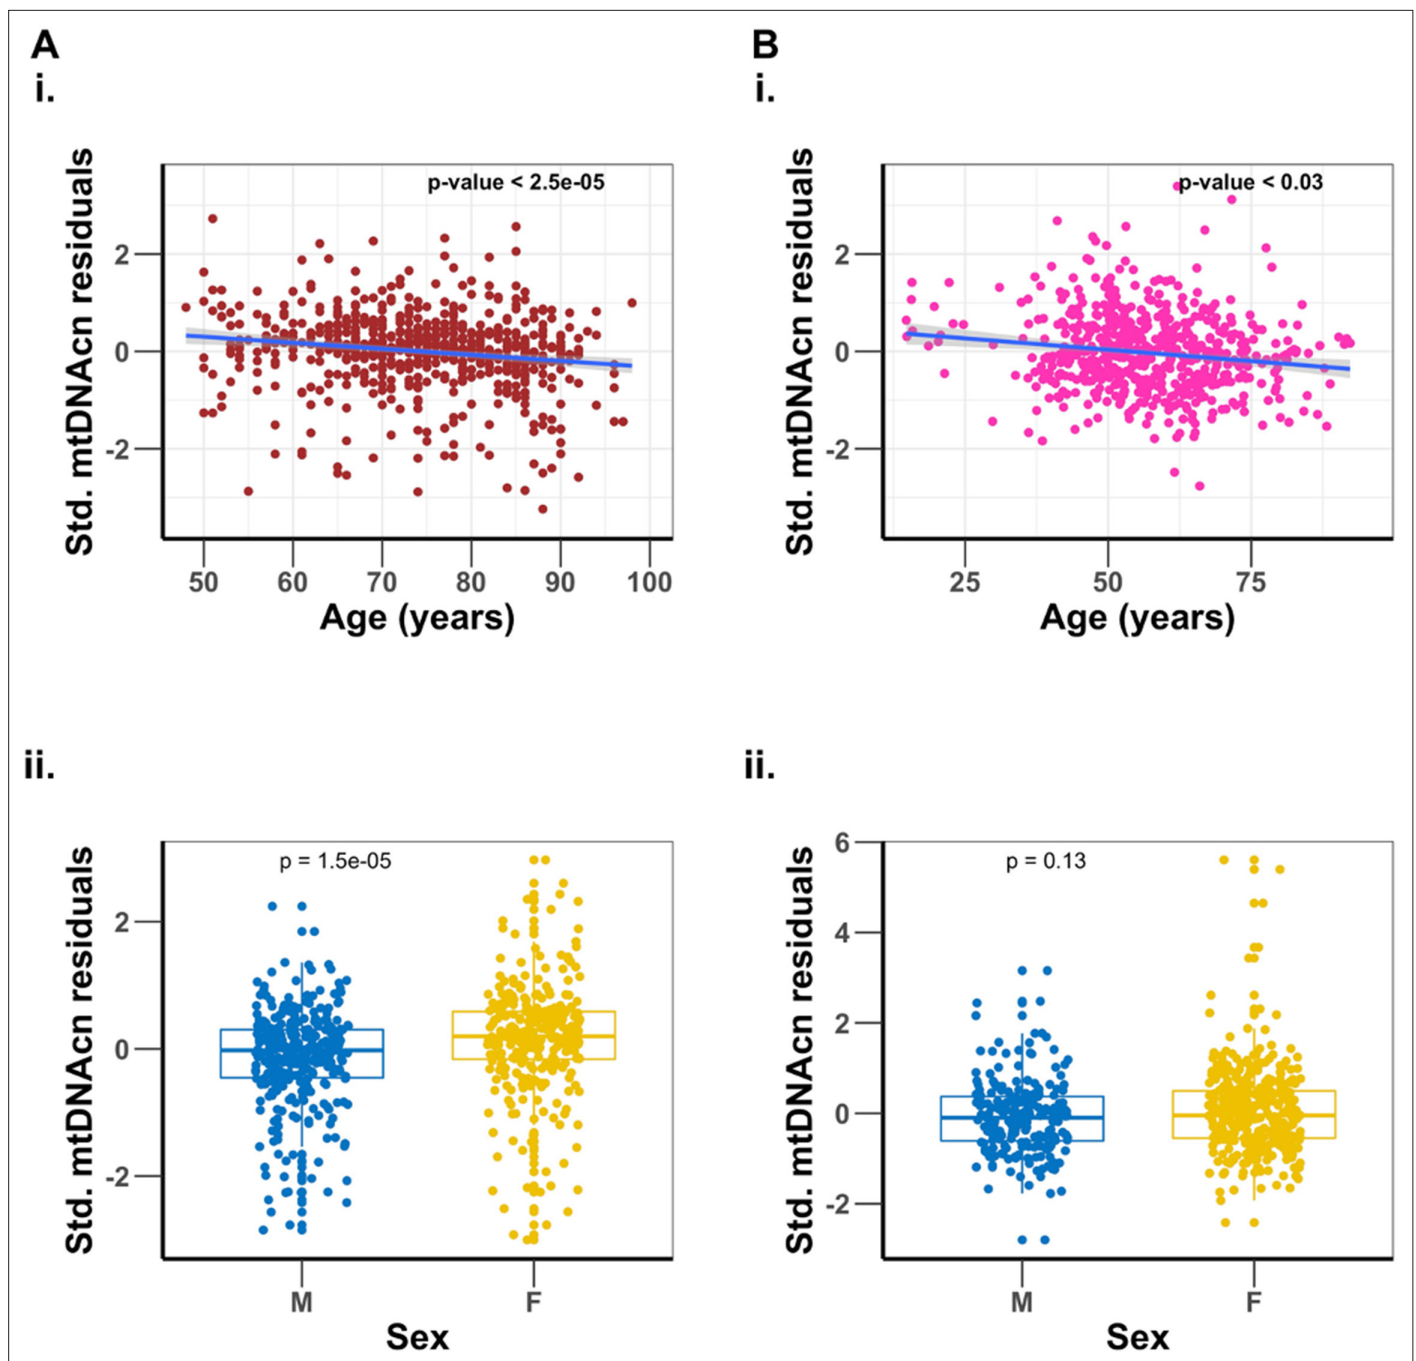 A
i.
Std. mtDNAcn residuals
p-value < 2.5e-05
2
0
-2
50 60 70 80 90 100
Age (years)
B
i.
Std. mtDNAcn residuals
p-value < 0.03
2
0
-2
25 50 75
Age (years)
ii.
Std. mtDNAcn residuals
p = 1.5e-05
2
0
-2
M F
Sex
ii.
Std. mtDNAcn residuals
p = 0.13
6
4
2
0
-2
M F
Sex